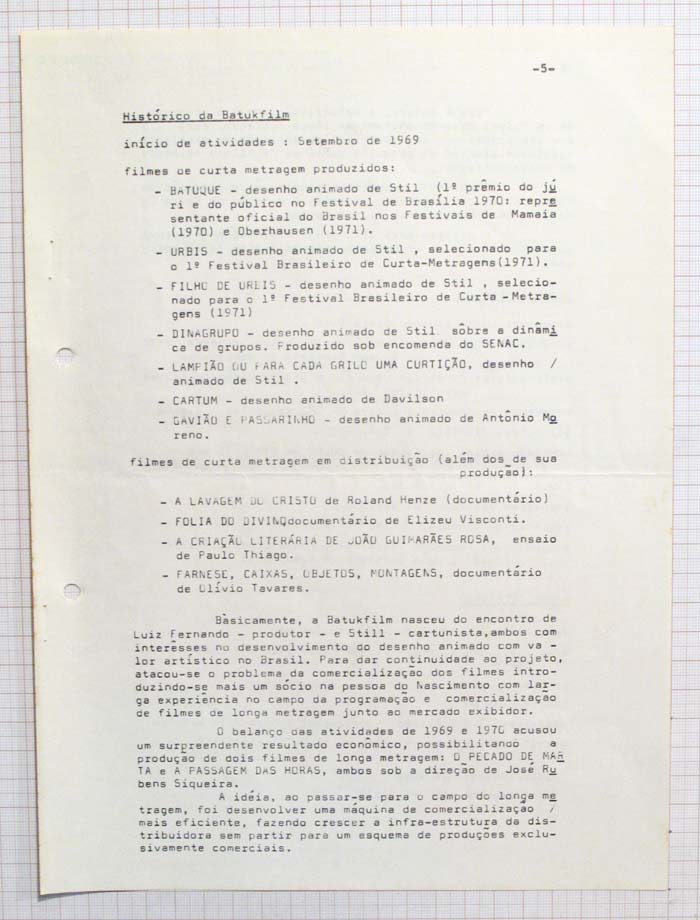 -5-
Histórico da Batukfilm
início de atividades : Setembro de 1969
filmes de curta metragem produzidos:
- BATUQUE - desenho animado de Stil (1º prêmio do jú
ri e do público no Festival de Brasília 1970: repre
sentante oficial do Brasil nos Festivais de Mamaia
(1970) e Oberhausen (1971).
- URBIS - desenho animado de Stil , selecionado para
o 1º Festival Brasileiro de Curta-Metragens(1971).
- FILHO DE URBIS - desenho animado de Stil , selecio-
nado para o 1º Festival Brasileiro de Curta - Metra-
gens (1971)
- DINAGRUPO - desenho animado de Stil sôbre a dinâmi
ca de grupos. Produzido sob encomenda do SENAC.
- LAMPIÃO OU PARA CADA GRILO UMA CURTIÇÃO, desenho /
animado de Stil .
- CARTUM - desenho animado de Davilson
- GAVIÃO E PASSARINHO - desenho animado de Antônio Mo
reno.
filmes de curta metragem em distribuição (além dos de sua
produção):
- A LAVAGEM DO CRISTO de Roland Henze (documentário)
- FOLIA DO DIVINO,documentário de Elizeu Visconti.
- A CRIAÇÃO LITERÁRIA DE JOÃO GUIMARÃES ROSA, ensaio
de Paulo Thiago.
- FARNESE, CAIXAS, OBJETOS, MONTAGENS, documentário
de Olívio Tavares.
Bàsicamente, a Batukfilm nasceu do encontro de
Luiz Fernando - produtor - e Still - cartunista,ambos com
interêsses no desenvolvimento do desenho animado com va -
lor artístico no Brasil. Para dar continuidade ao projeto,
atacou-se o problema da comercialização dos filmes intro-
duzindo-se mais um sócio na pessoa do Nascimento com lar-
ga experiência no campo da programação e comercialização
de filmes de longa metragem junto ao mercado exibidor.
O balanço das atividades de 1969 e 1970 acusou
um surpreendente resultado econômico, possibilitando a
produção de dois filmes de longa metragem: O PECADO DE MAR
TA e A PASSAGEM DAS HORAS, ambos sob a direção de José Ru
bens Siqueira.
A idéia, ao passar-se para o campo do longa me
tragem, foi desenvolver uma máquina de comercialização /
mais eficiente, fazendo crescer a infra-estrutura da dis-
tribuidora sem partir para um esquema de produções exclu-
sivamente comerciais.